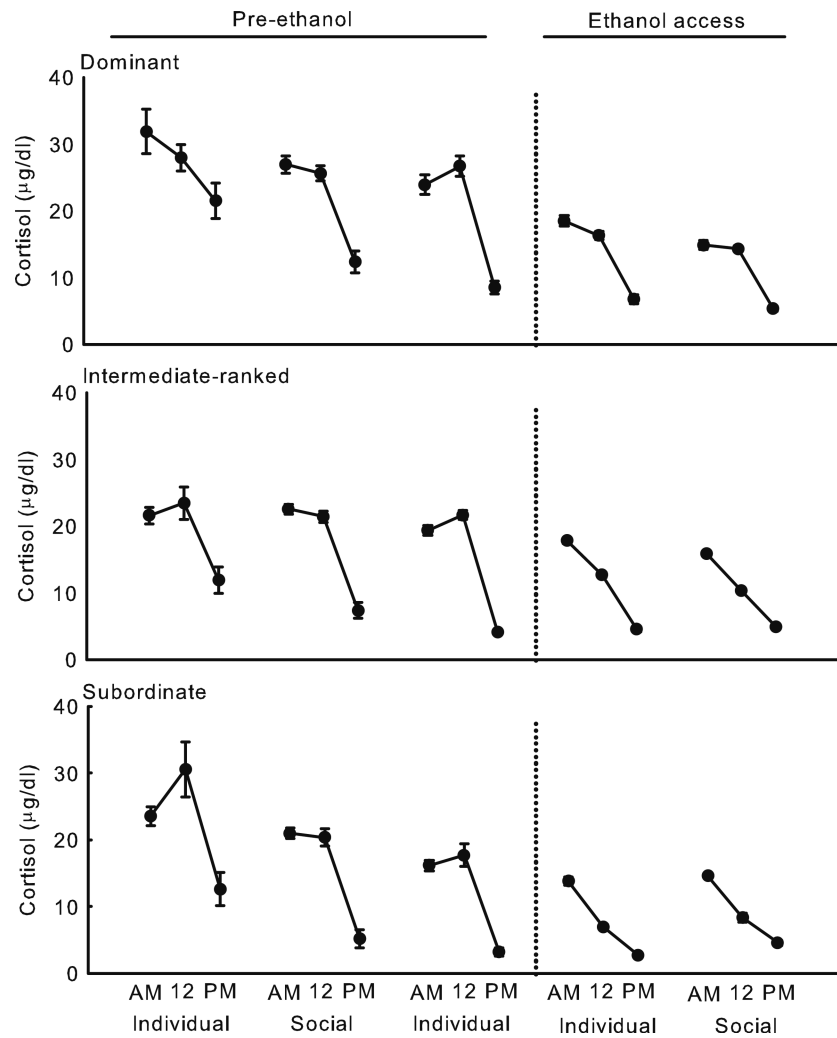 Pre-ethanol Ethanol access
Dominant
40
30
20
10
0
Cortisol (μg/dl)
Intermediate-ranked
40
30
20
10
0
Cortisol (μg/dl)
Subordinate
40
30
20
10
0
Cortisol (μg/dl)
AM 12 PM AM 12 PM AM 12 PM AM 12 PM AM 12 PM
Individual Social Individual Individual Social